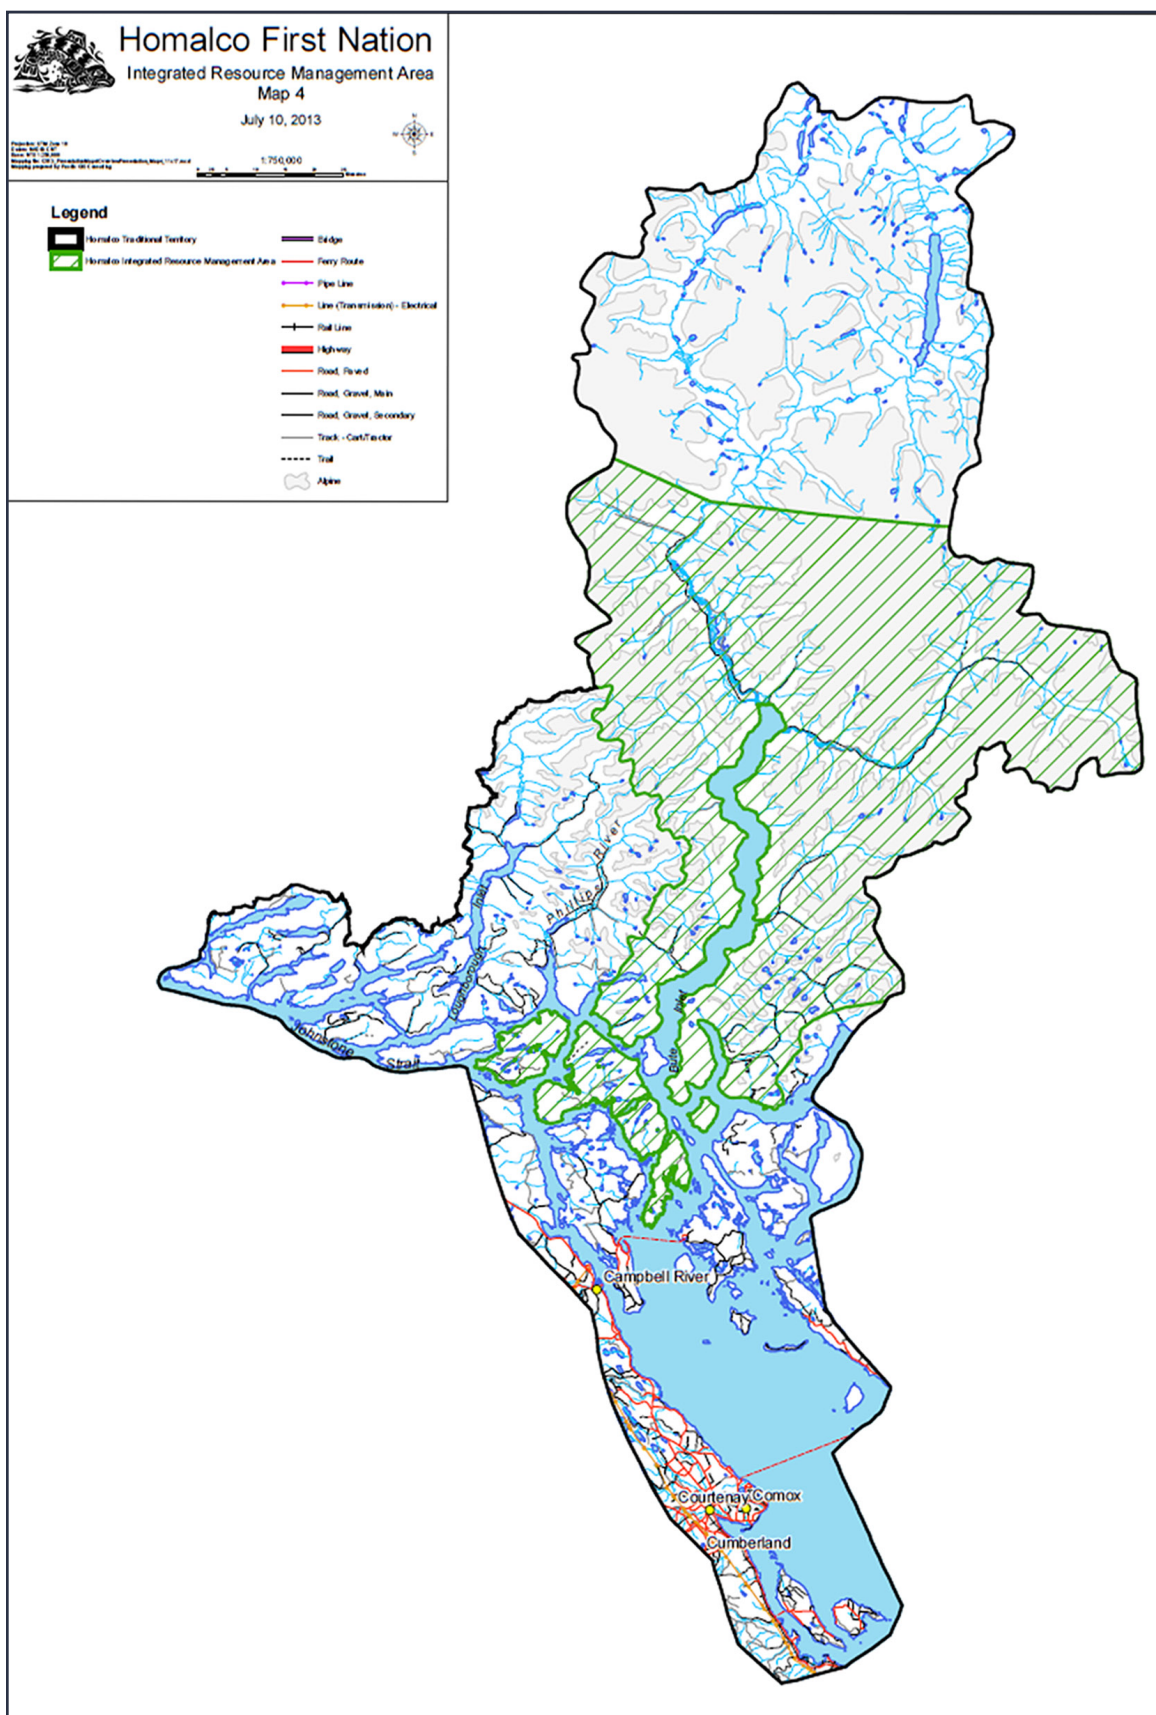 Homalco First Nation
Integrated Resource Management Area
Map 4
July 10, 2013
1:750,000
Legend
Homalco Traditional Territory
Homalco Integrated Resource Management Area
Bridge
Ferry Route
Pipe Line
Line (Transmission) - Electrical
Rail Line
Highway
Road, Paved
Road, Gravel, Main
Road, Gravel, Secondary
Track - Cart/Tractor
Trail
Alpine
Phillips River
Loughborough Inlet
Johnstone Strait
Bute Inlet
Campbell River
Courtenay
Comox
Cumberland